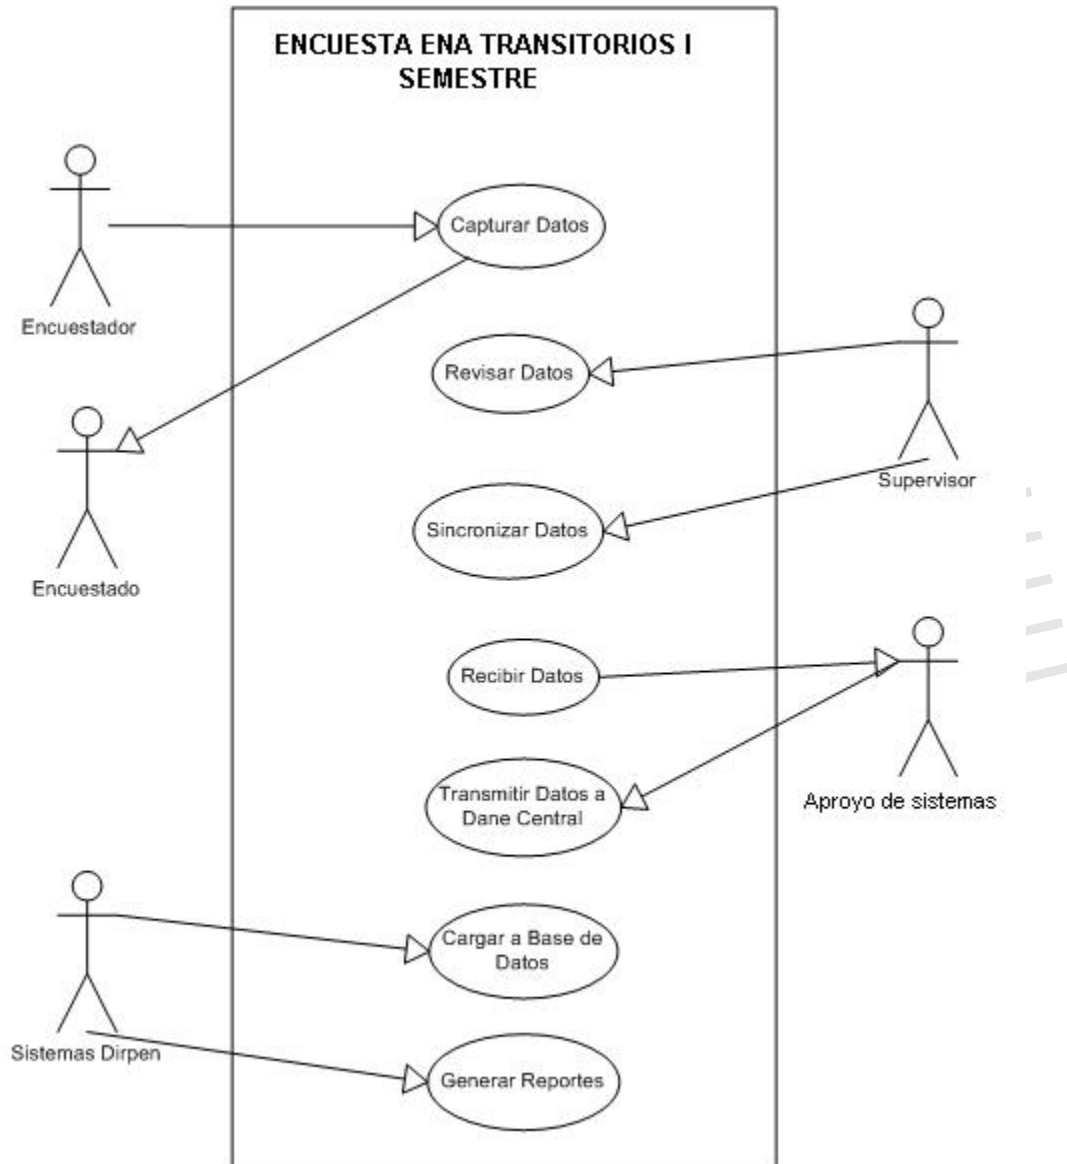 ENCUESTA ENA TRANSITORIOS I
SEMESTRE
Capturar Datos
Encuestador
Revisar Datos
Supervisor
Sincronizar Datos
Encuestado
Recibir Datos
Transmitir Datos a
Dane Central
Aproyo de sistemas
Cargar a Base de
Datos
Sistemas Dirpen
Generar Reportes